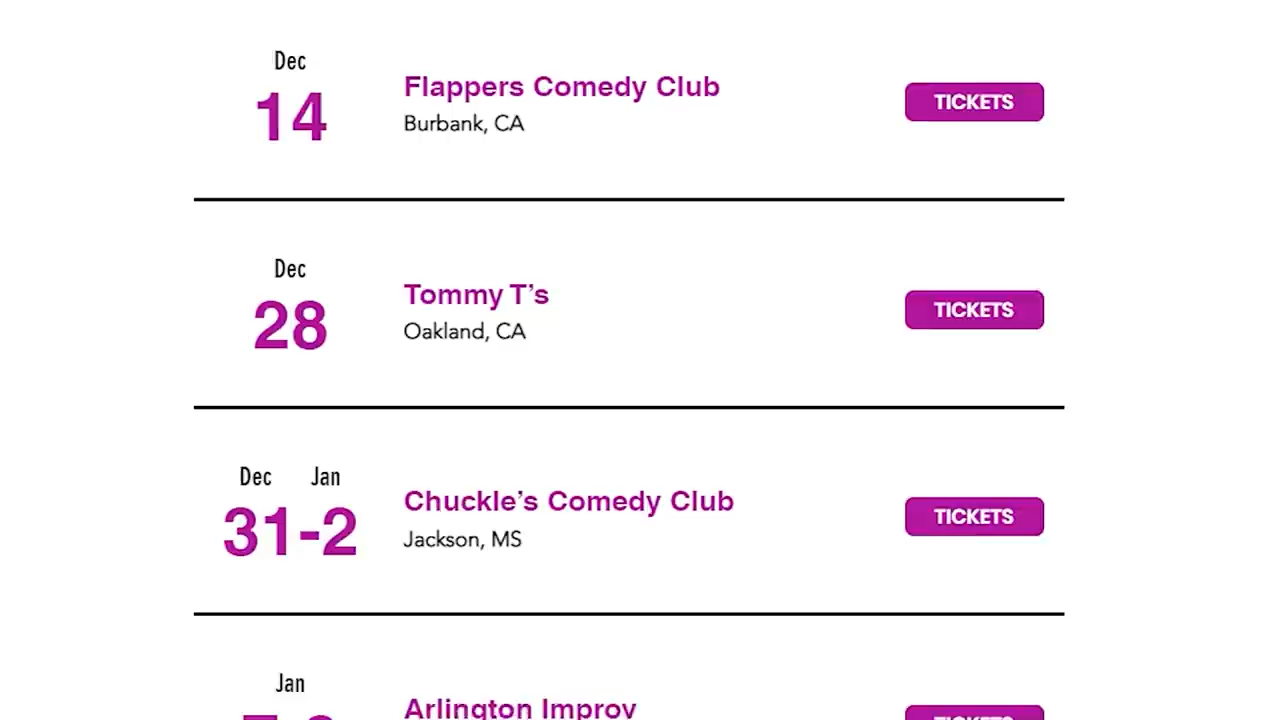 Dec
14
Flappers Comedy Club
Burbank, CA
TICKETS
Dec
28
Tommy T’s
Oakland, CA
TICKETS
Dec Jan
31-2
Chuckle’s Comedy Club
Jackson, MS
TICKETS
Jan
Arlington Improv
TICKETS